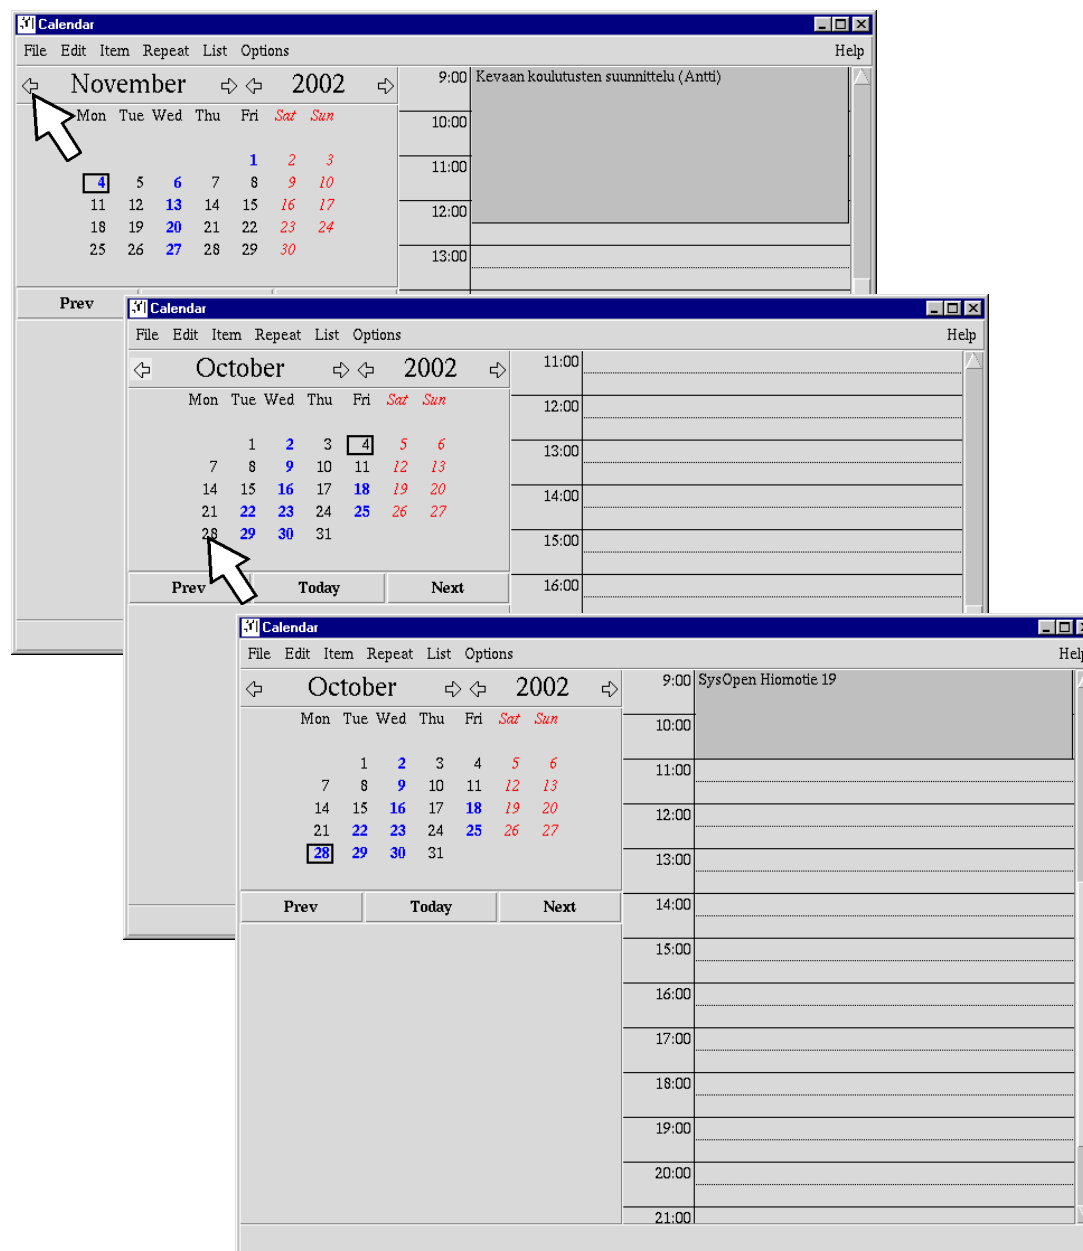 Calendar
File Edit Item Repeat List Options Help
November 2002
Mon Tue Wed Thu Fri Sat Sun
1 2 3
4 5 6 7 8 9 10
11 12 13 14 15 16 17
18 19 20 21 22 23 24
25 26 27 28 29 30
Prev
9:00 Kevaan koulutusten suunnittelu (Antti)
10:00
11:00
12:00
13:00
Calendar
File Edit Item Repeat List Options Help
October 2002
Mon Tue Wed Thu Fri Sat Sun
1 2 3 4 5 6
7 8 9 10 11 12 13
14 15 16 17 18 19 20
21 22 23 24 25 26 27
28 29 30 31
Prev Today Next
11:00
12:00
13:00
14:00
15:00
16:00
Calendar
File Edit Item Repeat List Options Help
October 2002
Mon Tue Wed Thu Fri Sat Sun
1 2 3 4 5 6
7 8 9 10 11 12 13
14 15 16 17 18 19 20
21 22 23 24 25 26 27
28 29 30 31
Prev Today Next
9:00 SysOpen Hiomotie 19
10:00
11:00
12:00
13:00
14:00
15:00
16:00
17:00
18:00
19:00
20:00
21:00